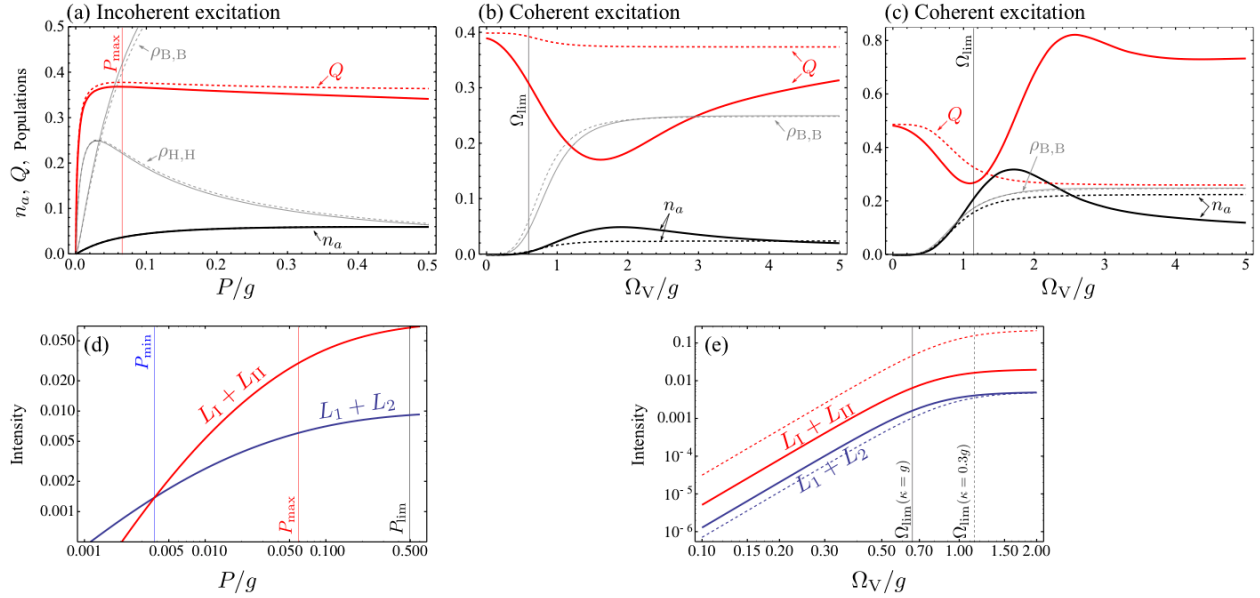 (a) Incoherent excitation
(b) Coherent excitation
(c) Coherent excitation
n_a, Q, Populations
0.5
0.4
0.3
0.2
0.1
0.0
P_max
ρ_B,B
Q
ρ_H,H
n_a
0.0 0.1 0.2 0.3 0.4 0.5
P/g
0.4
0.3
0.2
0.1
0.0
Ω_lim
Q
ρ_B,B
n_a
0 1 2 3 4 5
Ω_V/g
0.8
0.6
0.4
0.2
0.0
Ω_lim
Q
ρ_B,B
n_a
0 1 2 3 4 5
Ω_V/g
(d)
Intensity
0.050
0.010
0.005
0.001
P_min
L_I + L_II
L_1 + L_2
P_max
P_lim
0.001 0.005 0.010 0.050 0.100 0.500
P/g
(e)
Intensity
0.1
0.01
0.001
10^-4
10^-5
10^-6
L_I + L_II
L_1 + L_2
Ω_lim(κ = g)
Ω_lim(κ = 0.3g)
0.10 0.15 0.20 0.30 0.50 0.70 1.00 1.50 2.00
Ω_V/g